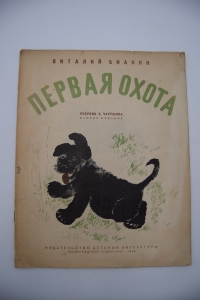 ВИТАЛИЙ БИАНКИ
ПЕРВАЯ ОХОТА
РИСУНКИ Е. ЧАРУШИНА
ИЗДАТЕЛЬСТВО ДЕТСКОЙ ЛИТЕРАТУРЫ